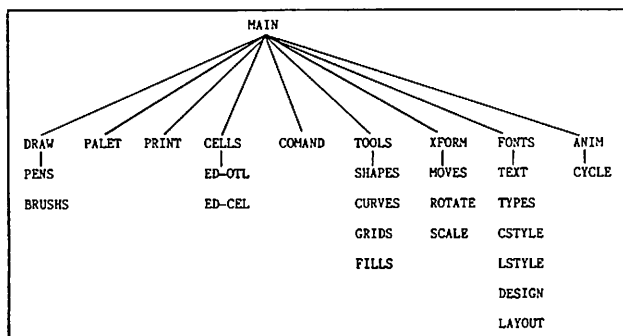 MAIN
DRAW PALET PRINT CELLS COMAND TOOLS XFORM FONTS ANIM
PENS ED-OTL SHAPES MOVES TEXT CYCLE
BRUSHS ED-CEL CURVES ROTATE TYPES
GRIDS SCALE CSTYLE
FILLS LSTYLE
DESIGN
LAYOUT